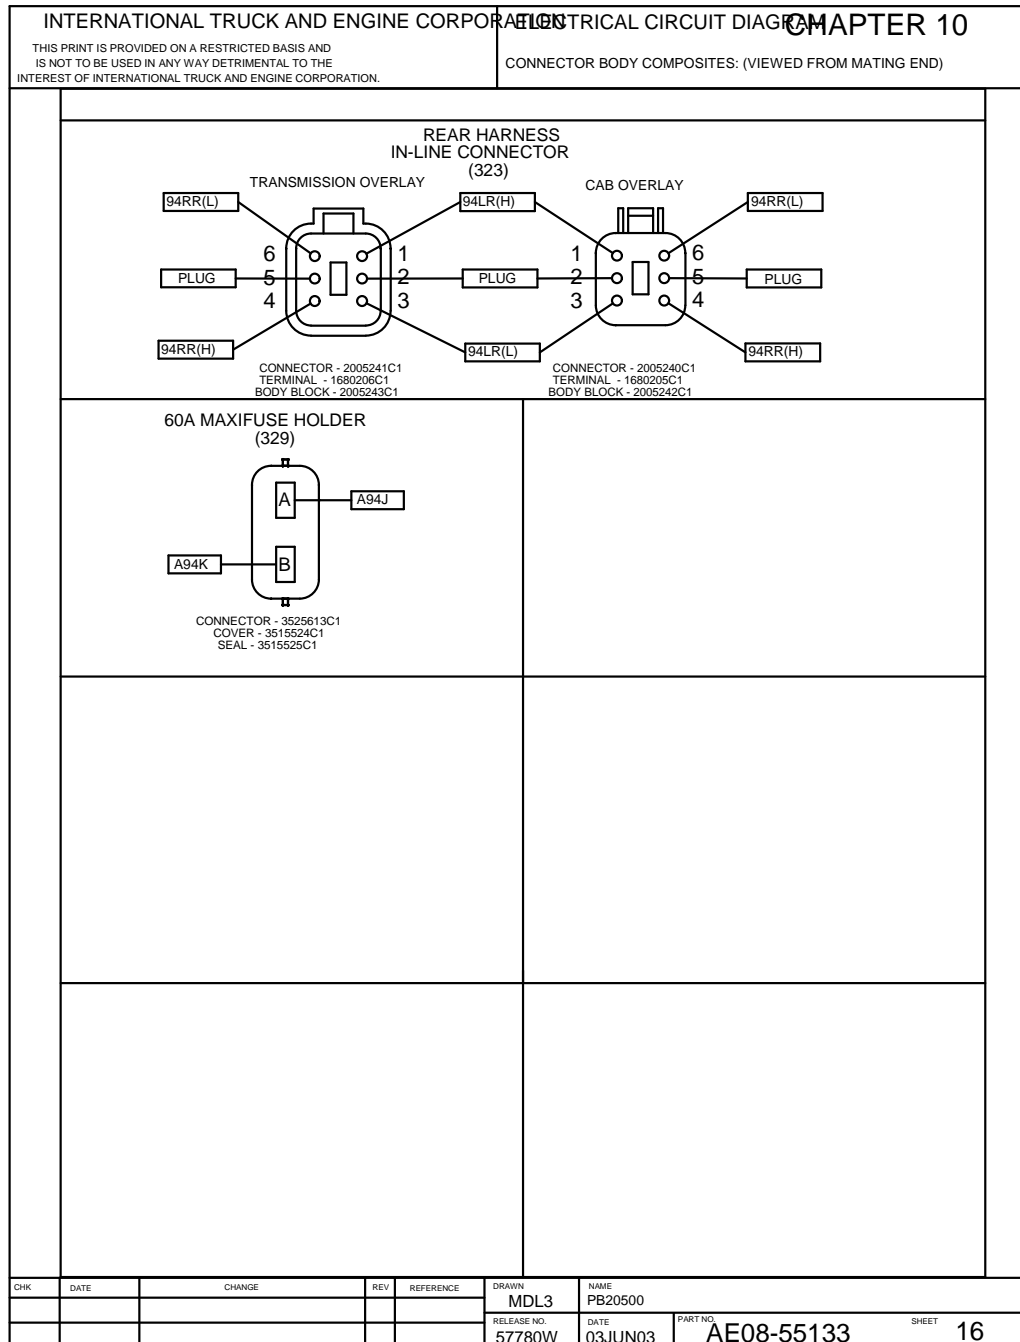 INTERNATIONAL TRUCK AND ENGINE CORPORATION
ELECTRICAL CIRCUIT DIAGRAM
CHAPTER 10
THIS PRINT IS PROVIDED ON A RESTRICTED BASIS AND
IS NOT TO BE USED IN ANY WAY DETRIMENTAL TO THE
INTEREST OF INTERNATIONAL TRUCK AND ENGINE CORPORATION.
CONNECTOR BODY COMPOSITES: (VIEWED FROM MATING END)
REAR HARNESS
IN-LINE CONNECTOR
(323)
TRANSMISSION OVERLAY
CAB OVERLAY
94RR(L)
94LR(H)
94RR(L)
6 1 1 6
PLUG 5 2 PLUG 2 5 PLUG
4 3 3 4
94RR(H)
94LR(L)
94RR(H)
CONNECTOR - 2005241C1
TERMINAL - 1680206C1
BODY BLOCK - 2005243C1
CONNECTOR - 2005240C1
TERMINAL - 1680205C1
BODY BLOCK - 2005242C1
60A MAXIFUSE HOLDER
(329)
A A94J
A94K B
CONNECTOR - 3525613C1
COVER - 3515524C1
SEAL - 3515525C1
CHK DATE CHANGE REV REFERENCE
DRAWN
MDL3
NAME
PB20500
RELEASE NO.
57780W
DATE
03JUN03
PART NO.
AE08-55133
SHEET 16